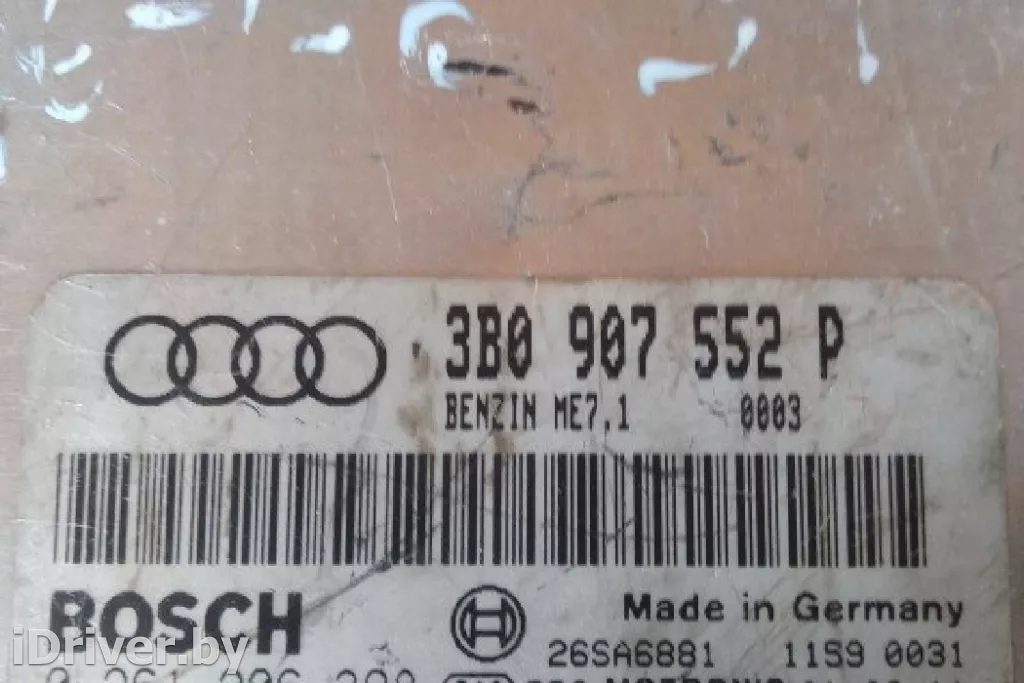 3B0 907 552 P
BENZIN ME7.1 0003
BOSCH
Made in Germany
26SA6881 1159 0031
iDriver.by